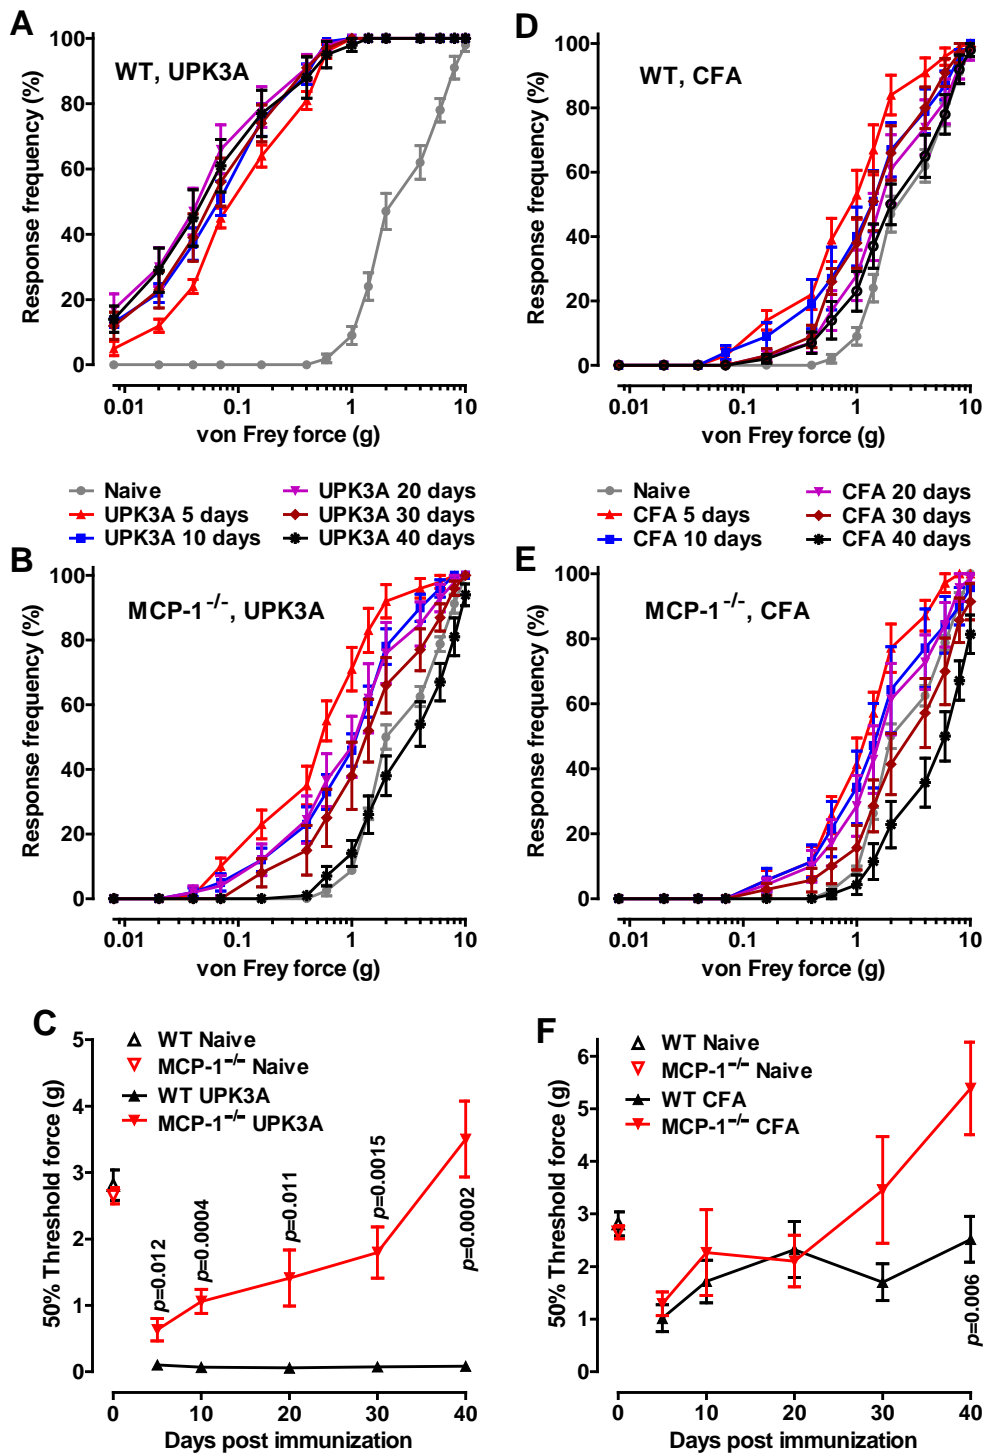 A
D
WT, UPK3A
WT, CFA
Response frequency (%)
100
80
60
40
20
0
0.01 0.1 1 10
von Frey force (g)
Response frequency (%)
100
80
60
40
20
0
0.01 0.1 1 10
von Frey force (g)
Naive
UPK3A 5 days
UPK3A 10 days
UPK3A 20 days
UPK3A 30 days
UPK3A 40 days
Naive
CFA 5 days
CFA 10 days
CFA 20 days
CFA 30 days
CFA 40 days
B
MCP-1⁻/⁻, UPK3A
Response frequency (%)
100
80
60
40
20
0
0.01 0.1 1 10
von Frey force (g)
E
MCP-1⁻/⁻, CFA
Response frequency (%)
100
80
60
40
20
0
0.01 0.1 1 10
von Frey force (g)
C
WT Naive
MCP-1⁻/⁻ Naive
WT UPK3A
MCP-1⁻/⁻ UPK3A
50% Threshold force (g)
5
4
3
2
1
0
p=0.012
p=0.0004
p=0.011
p=0.0015
p=0.0002
0 10 20 30 40
Days post immunization
F
WT Naive
MCP-1⁻/⁻ Naive
WT CFA
MCP-1⁻/⁻ CFA
50% Threshold force (g)
6
5
4
3
2
1
0
p=0.006
0 10 20 30 40
Days post immunization